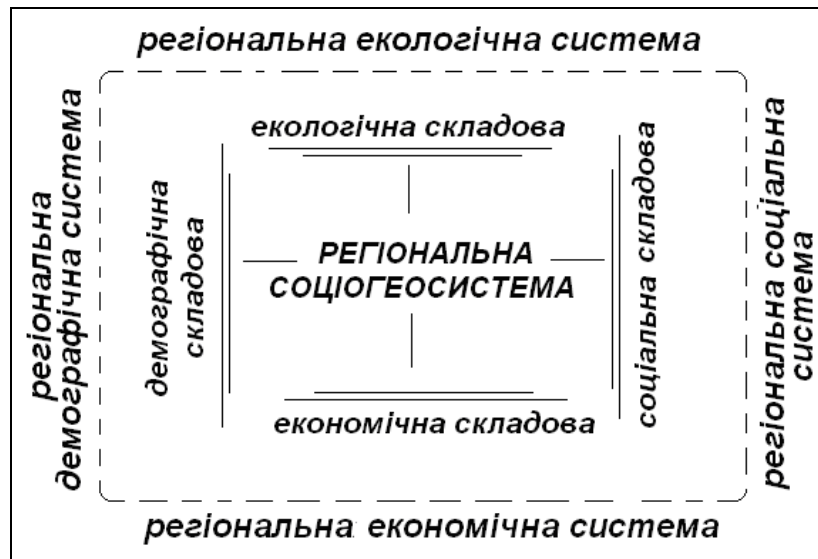 регіональна екологічна система
регіональна
демографічна система
екологічна складова
демографічна
складова
РЕГІОНАЛЬНА
СОЦІОГЕОСИСТЕМА
соціальна складова
регіональна соціальна
система
економічна складова
регіональна економічна система